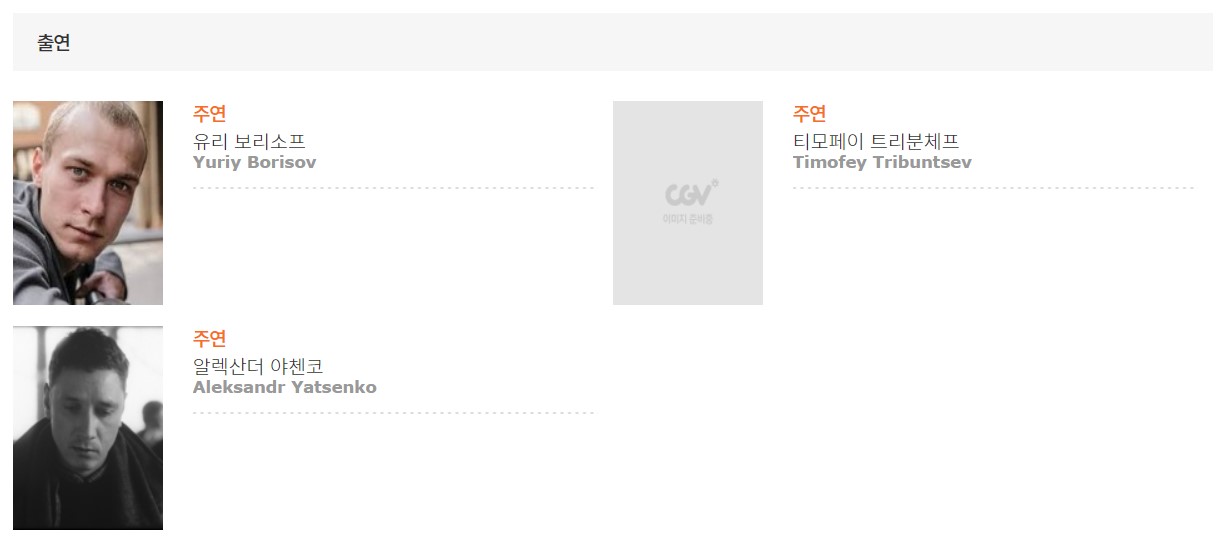 출연
주연
유리 보리소프
Yuriy Borisov
주연
티모페이 트리분체프
Timofey Tribuntsev
CGV
이미지 준비중
주연
알렉산더 야첸코
Aleksandr Yatsenko